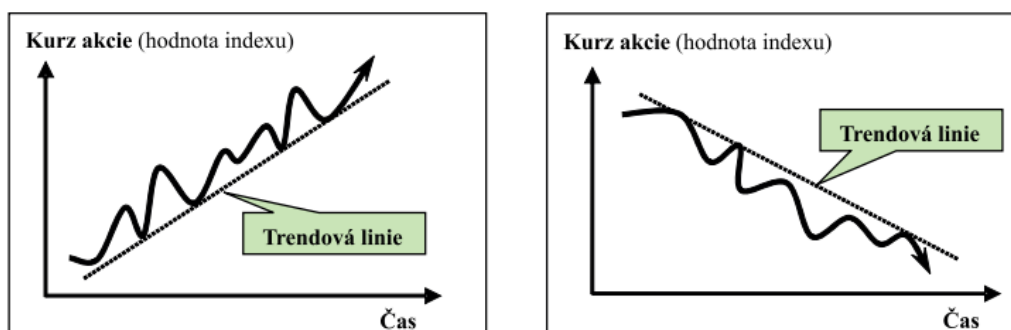 Kurz akcie (hodnota indexu)
Trendová linie
Čas
Kurz akcie (hodnota indexu)
Trendová linie
Čas